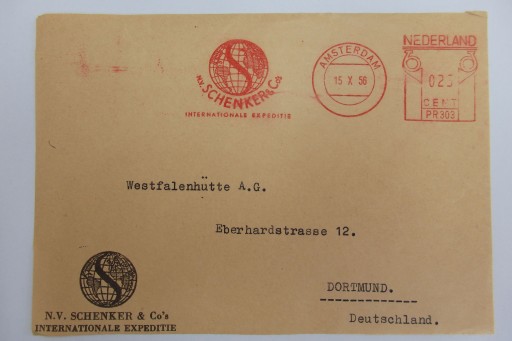 N.V. SCHENKER & Co
INTERNATIONALE EXPEDITIE
AMSTERDAM
15 X 56
NEDERLAND
025
CENT
PR303
Westfalenhütte A.G.
Eberhardstrasse 12.
DORTMUND.
Deutschland.
N.V. SCHENKER & Co's
INTERNATIONALE EXPEDITIE